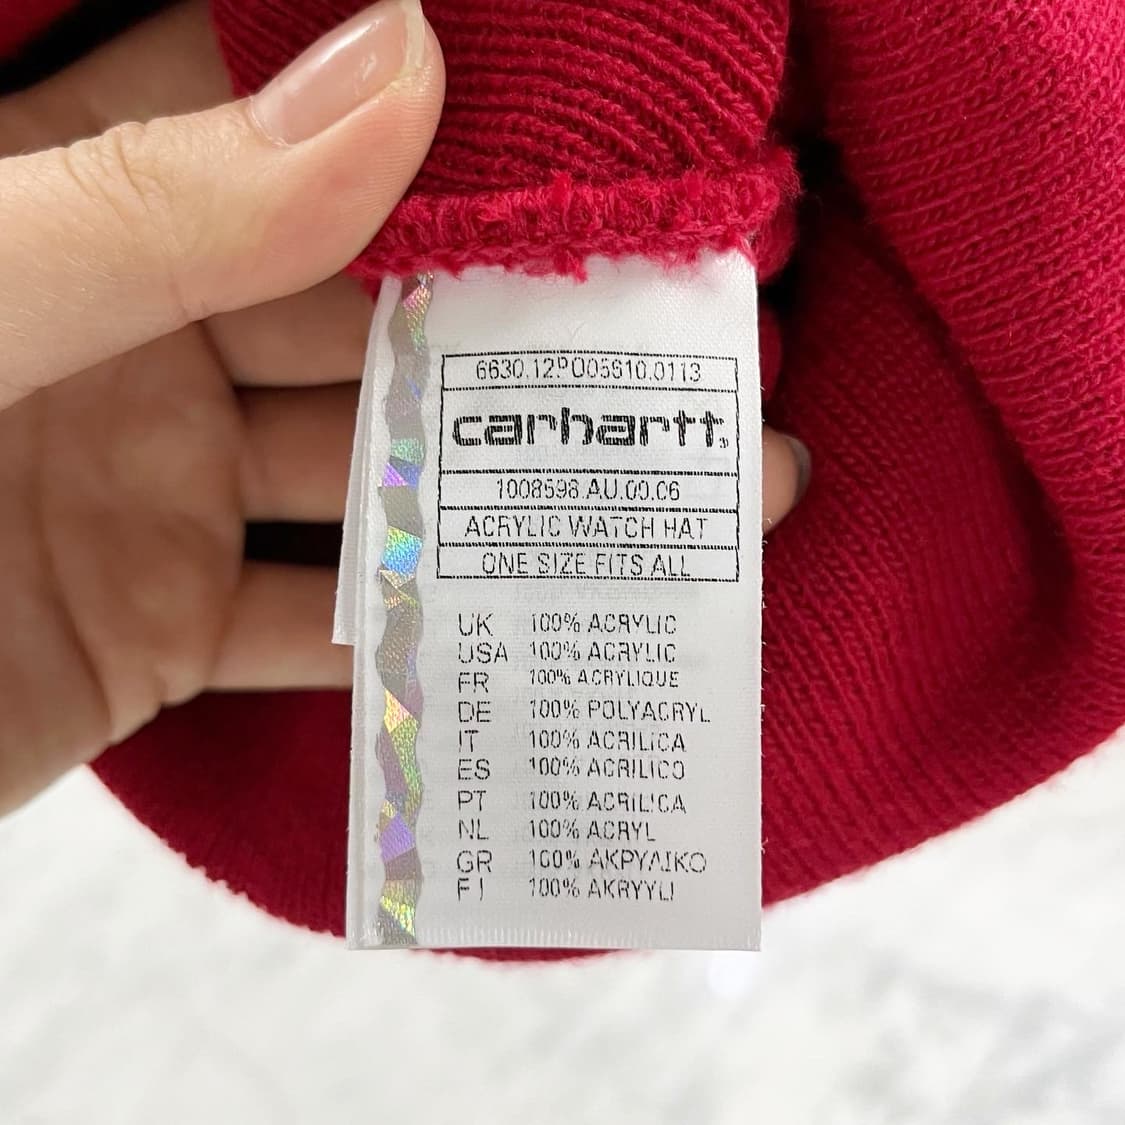 6630.12PO05610.0113
carhartt
1008598.AU.00.06
ACRYLIC WATCH HAT
ONE SIZE FITS ALL
UK 100% ACRYLIC
USA 100% ACRYLIC
FR 100% ACRYLIQUE
DE 100% POLYACRYL
IT 100% ACRILICA
ES 100% ACRILICO
PT 100% ACRILICA
NL 100% ACRYL
GR 100% ΑΚΡΥΛΙΚΟ
FI 100% AKRYYLI